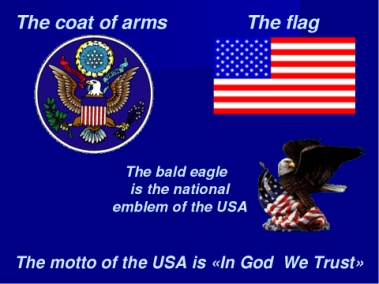 The coat of arms
The flag
The bald eagle
is the national
emblem of the USA
The motto of the USA is «In God We Trust»